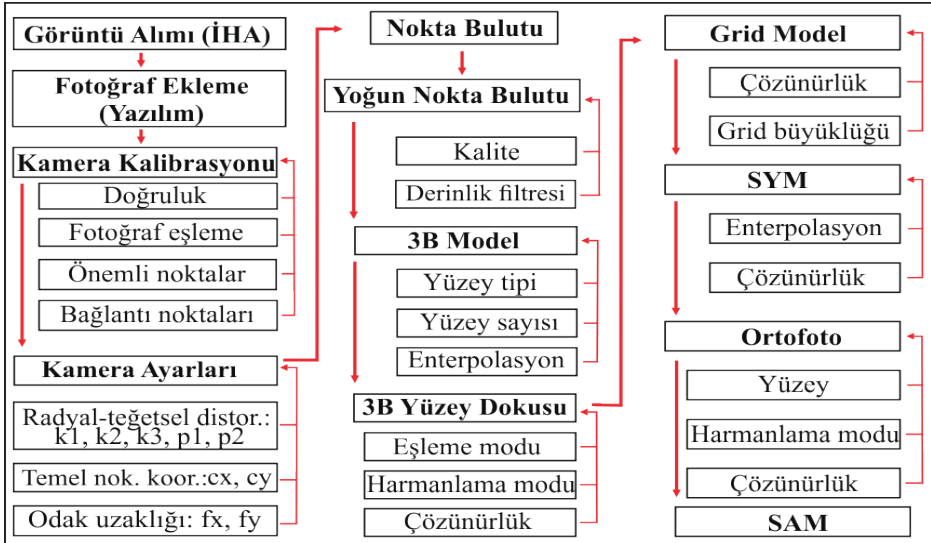 Görüntü Alımı (İHA)
Fotoğraf Ekleme
(Yazılım)
Kamera Kalibrasyonu
Doğruluk
Fotoğraf eşleme
Önemli noktalar
Bağlantı noktaları
Kamera Ayarları
Radyal-teğetsel distor.:
k1, k2, k3, p1, p2
Temel nok. koor.:cx, cy
Odak uzaklığı: fx, fy
Nokta Bulutu
Yoğun Nokta Bulutu
Kalite
Derinlik filtresi
3B Model
Yüzey tipi
Yüzey sayısı
Enterpolasyon
3B Yüzey Dokusu
Eşleme modu
Harmanlama modu
Çözünürlük
Grid Model
Çözünürlük
Grid büyüklüğü
SYM
Enterpolasyon
Çözünürlük
Ortofoto
Yüzey
Harmanlama modu
Çözünürlük
SAM